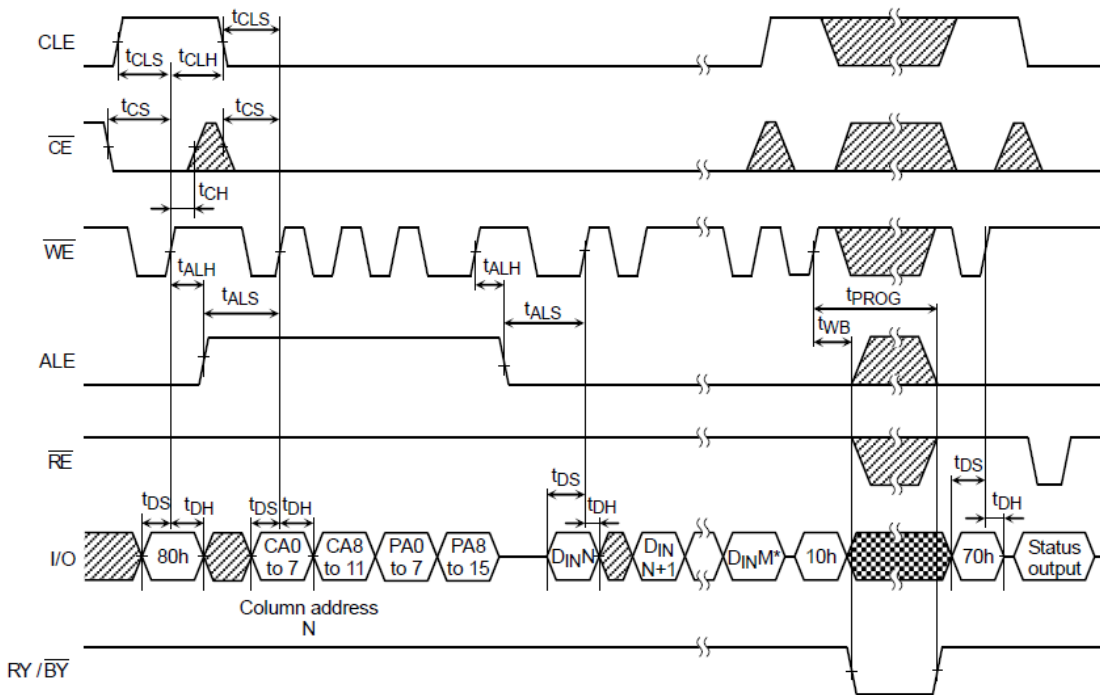 tCLS
CLE
tCLS tCLH
tCS tCS
CE
tCH
WE
tALH tALH
tALS tPROG
tALS
tWB
ALE
RE
tDS tDS
tDS tDH tDS tDH tDH tDH
I/O 80h CA0 to 7 CA8 to 11 PA0 to 7 PA8 to 15 DINN DIN N+1 DINM* 10h 70h Status output
Column address
N
RY / BY